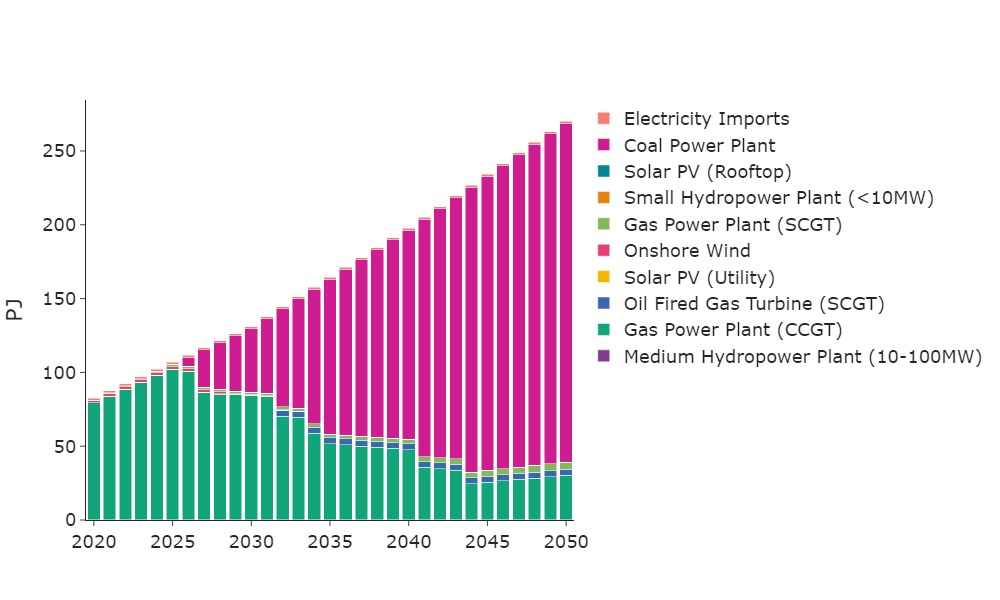 PJ
250
200
150
100
50
0
2020 2025 2030 2035 2040 2045 2050
Electricity Imports
Coal Power Plant
Solar PV (Rooftop)
Small Hydropower Plant (<10MW)
Gas Power Plant (SCGT)
Onshore Wind
Solar PV (Utility)
Oil Fired Gas Turbine (SCGT)
Gas Power Plant (CCGT)
Medium Hydropower Plant (10-100MW)